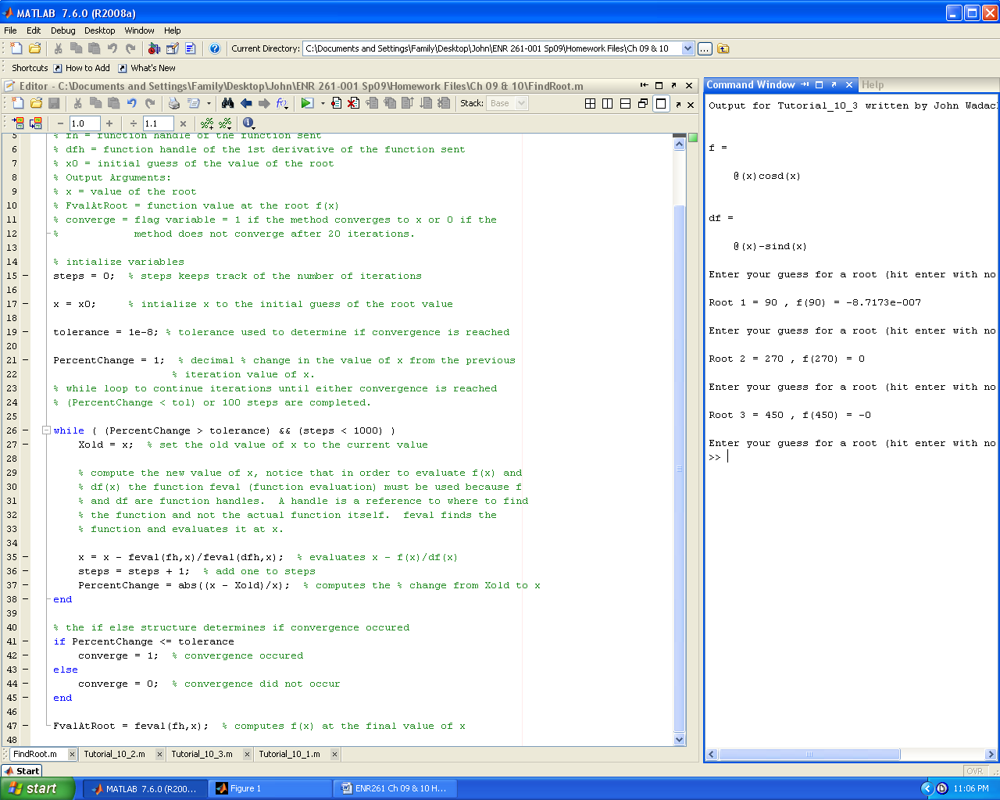 MATLAB 7.6.0 (R2008a)
File Edit Debug Desktop Window Help
Current Directory: C:\Documents and Settings\Family\Desktop\John\ENR 261-001 Sp09\Homework Files\Ch 09 & 10
Shortcuts How to Add What's New
Editor - C:\Documents and Settings\Family\Desktop\John\ENR 261-001 Sp09\Homework Files\Ch 09 & 10\FindRoot.m
Stack: Base
1.0 1.1
5 % fh = function handle of the function sent
6 % dfh = function handle of the 1st derivative of the function sent
7 % x0 = initial guess of the value of the root
8 % Output Arguments:
9 % x = value of the root
10 % FvalAtRoot = function value at the root f(x)
11 % converge = flag variable = 1 if the method converges to x or 0 if the
12 % method does not converge after 20 iterations.
13
14 % intialize variables
15 steps = 0; % steps keeps track of the number of iterations
16
17 x = x0; % intialize x to the initial guess of the root value
18
19 tolerance = 1e-8; % tolerance used to determine if convergence is reached
20
21 PercentChange = 1; % decimal % change in the value of x from the previous
22 % iteration value of x.
23 % while loop to continue iterations until either convergence is reached
24 % (PercentChange < tol) or 100 steps are completed.
25
26 while ( (PercentChange > tolerance) && (steps < 1000) )
27 Xold = x; % set the old value of x to the current value
28
29 % compute the new value of x, notice that in order to evaluate f(x) and
30 % df(x) the function feval (function evaluation) must be used because f
31 % and df are function handles. A handle is a reference to where to find
32 % the function and not the actual function itself. feval finds the
33 % function and evaluates it at x.
34
35 x = x - feval(fh,x)/feval(dfh,x); % evaluates x - f(x)/df(x)
36 steps = steps + 1; % add one to steps
37 PercentChange = abs((x - Xold)/x); % computes the % change from Xold to x
38 end
39
40 % the if else structure determines if convergence occured
41 if PercentChange <= tolerance
42 converge = 1; % convergence occured
43 else
44 converge = 0; % convergence did not occur
45 end
46
47 FvalAtRoot = feval(fh,x); % computes f(x) at the final value of x
48
FindRoot.m Tutorial_10_2.m Tutorial_10_3.m Tutorial_10_1.m
Command Window Help
Output for Tutorial_10_3 written by John Wadac
f =
@(x)cosd(x)
df =
@(x)-sind(x)
Enter your guess for a root (hit enter with no
Root 1 = 90 , f(90) = -8.7173e-007
Enter your guess for a root (hit enter with no
Root 2 = 270 , f(270) = 0
Enter your guess for a root (hit enter with no
Root 3 = 450 , f(450) = -0
Enter your guess for a root (hit enter with no
>>
Start OVR
start MATLAB 7.6.0 (R200... Figure 1 ENR261 Ch 09 & 10 H... 11:06 PM